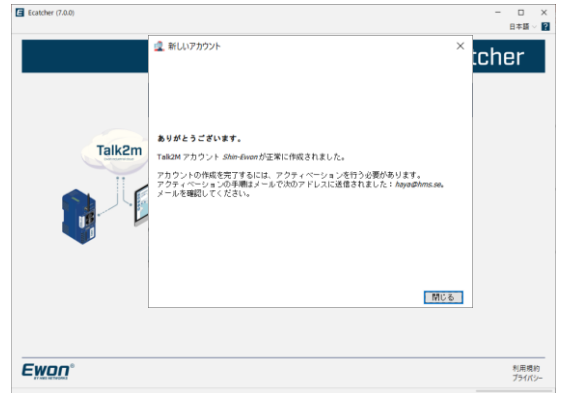 Ecatcher (7.0.0)
日本語
?
新しいアカウント
tcher
ありがとうございます。
Talk2M アカウント Shin-Ewon が正常に作成されました。
アカウントの作成を完了するには、アクティベーションを行う必要があります。
アクティベーションの手順はメールで次のアドレスに送信されました : haya@hms.se。
メールを確認してください。
Talk2m
閉じる
Ewon®
BY HMS NETWORKS
利用規約
プライバシー